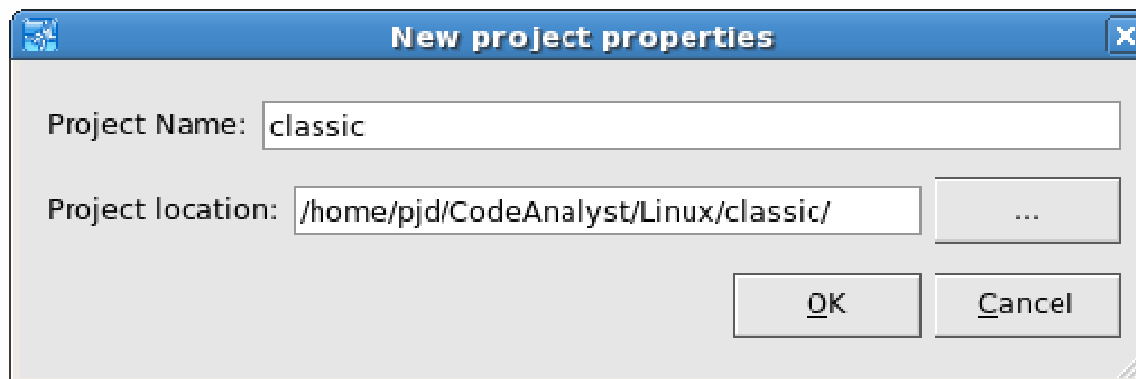 New project properties
Project Name: classic
Project location: /home/pjd/CodeAnalyst/Linux/classic/ ...
OK Cancel